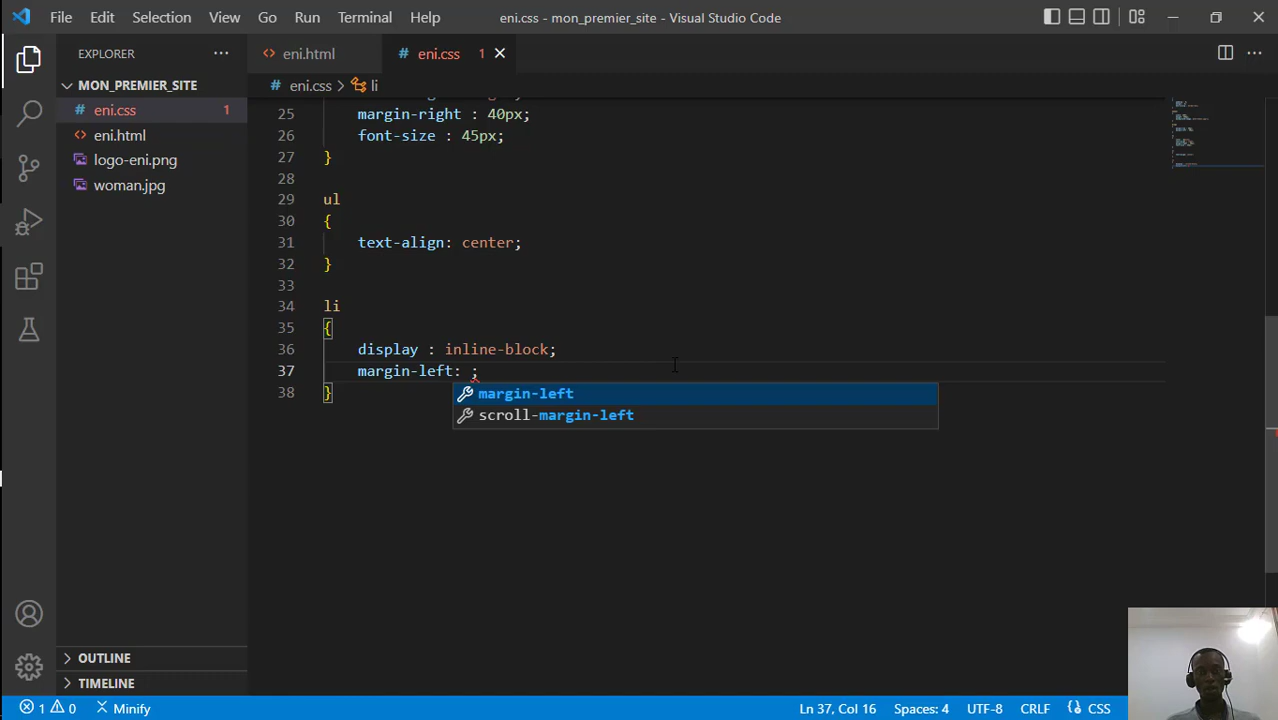 File Edit Selection View Go Run Terminal Help eni.css - mon_premier_site - Visual Studio Code
EXPLORER ... eni.html # eni.css 1
MON_PREMIER_SITE # eni.css > li
# eni.css 1
eni.html
logo-eni.png
woman.jpg
25 margin-right : 40px;
26 font-size : 45px;
27 }
28
29 ul
30 {
31 text-align: center;
32 }
33
34 li
35 {
36 display : inline-block;
37 margin-left: ;
38 }
margin-left
scroll-margin-left
OUTLINE
TIMELINE
1 0 Minify Ln 37, Col 16 Spaces: 4 UTF-8 CRLF CSS